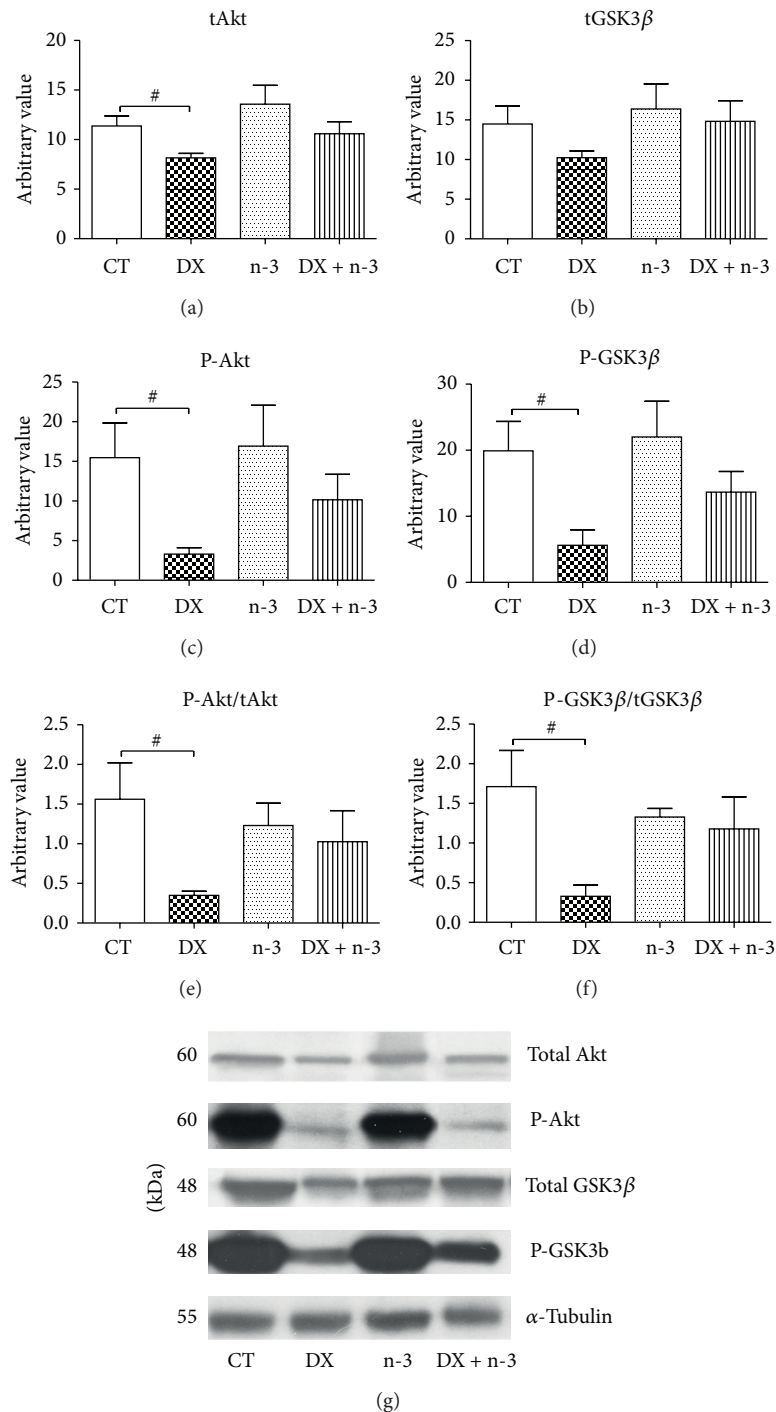 tAkt
Arbitrary value
20
15
10
5
0
#
CT DX n-3 DX + n-3
(a)
tGSK3β
Arbitrary value
25
20
15
10
5
0
CT DX n-3 DX + n-3
(b)
P-Akt
Arbitrary value
25
20
15
10
5
0
#
CT DX n-3 DX + n-3
(c)
P-GSK3β
Arbitrary value
30
20
10
0
#
CT DX n-3 DX + n-3
(d)
P-Akt/tAkt
Arbitrary value
2.5
2.0
1.5
1.0
0.5
0.0
#
CT DX n-3 DX + n-3
(e)
P-GSK3β/tGSK3β
Arbitrary value
2.5
2.0
1.5
1.0
0.5
0.0
#
CT DX n-3 DX + n-3
(f)
(kDa)
60 Total Akt
60 P-Akt
48 Total GSK3β
48 P-GSK3b
55 α-Tubulin
CT DX n-3 DX + n-3
(g)